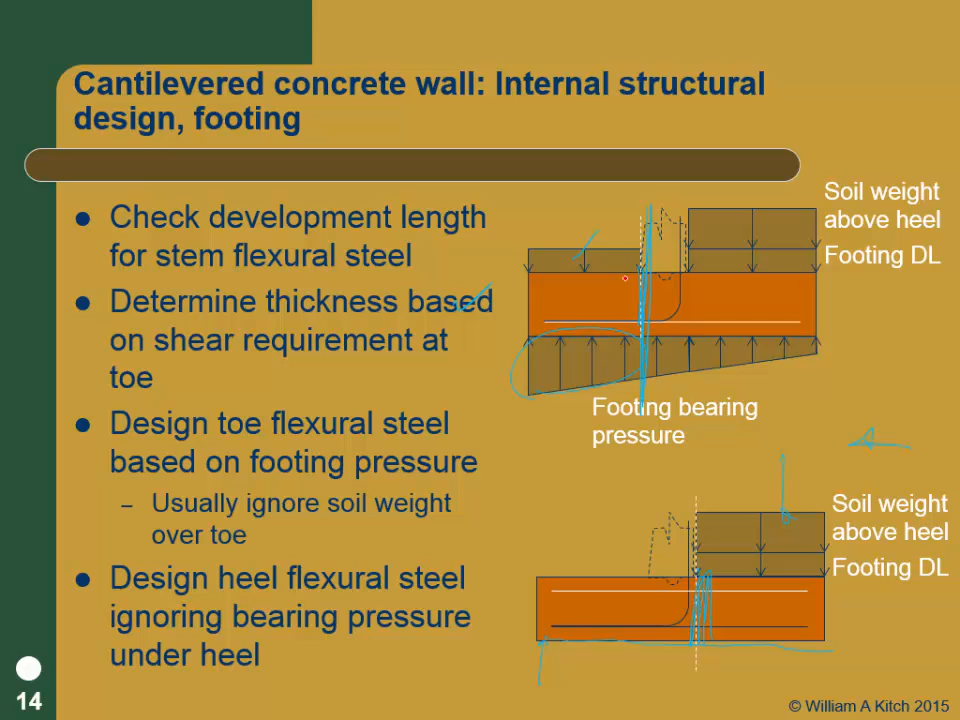 Cantilevered concrete wall: Internal structural
design, footing
● Check development length
for stem flexural steel
● Determine thickness based
on shear requirement at
toe
● Design toe flexural steel
based on footing pressure
– Usually ignore soil weight
over toe
● Design heel flexural steel
ignoring bearing pressure
under heel
Soil weight
above heel
Footing DL
Footing bearing
pressure
Soil weight
above heel
Footing DL
14
© William A Kitch 2015